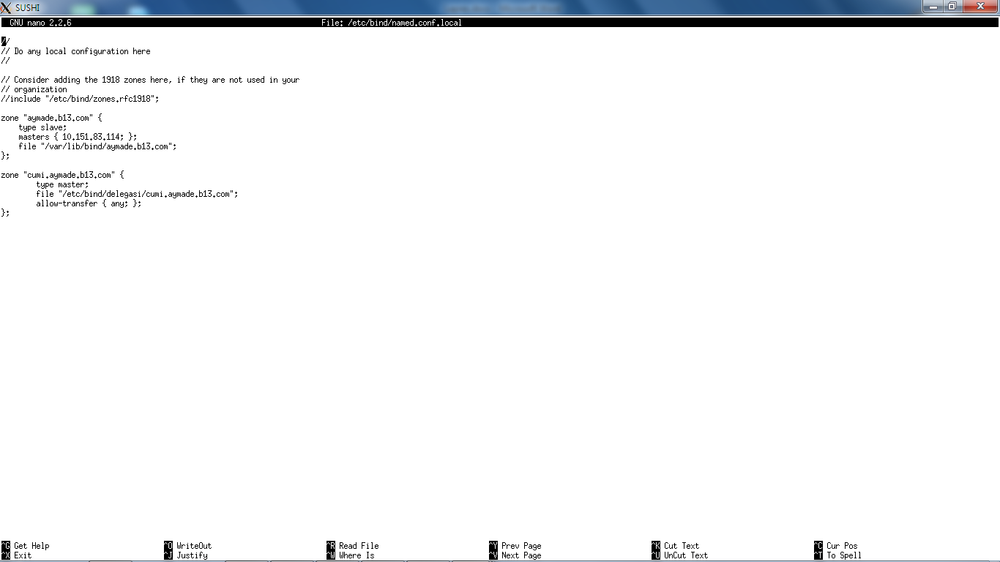 SUSHI
GNU nano 2.2.6 File: /etc/bind/named.conf.local
//
// Do any local configuration here
//
// Consider adding the 1918 zones here, if they are not used in your
// organization
//include "/etc/bind/zones.rfc1918";
zone "aymade.b13.com" {
    type slave;
    masters { 10.151.83.114; };
    file "/var/lib/bind/aymade.b13.com";
};
zone "cumi.aymade.b13.com" {
        type master;
        file "/etc/bind/delegasi/cumi.aymade.b13.com";
        allow-transfer { any; };
};
^G Get Help ^O WriteOut ^R Read File ^Y Prev Page ^K Cut Text ^C Cur Pos
^X Exit ^J Justify ^W Where Is ^V Next Page ^U UnCut Text ^T To Spell